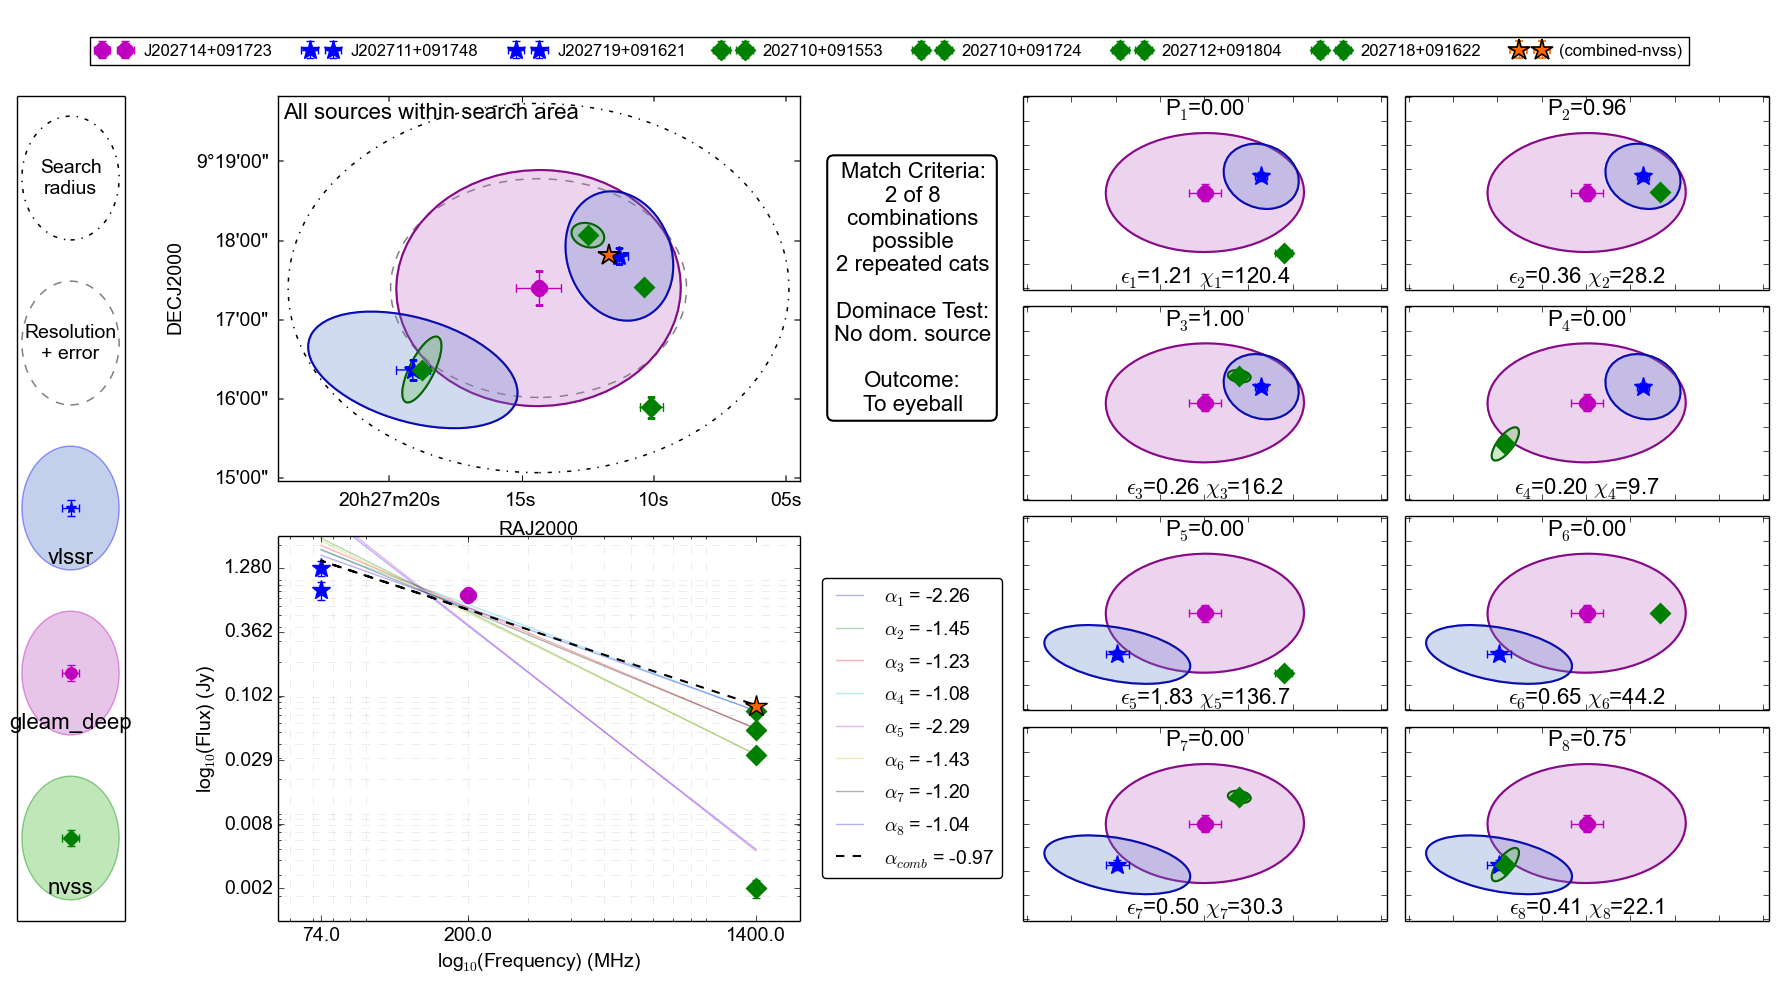 J202714+091723 J202711+091748 J202719+091621 202710+091553 202710+091724 202712+091804 202718+091622 (combined-nvss)
Search
radius
Resolution
+ error
vlssr
gleam_deep
nvss
All sources within search area
DECJ2000
9°19'00"
18'00"
17'00"
16'00"
15'00"
20h27m20s 15s 10s 05s
RAJ2000
Match Criteria:
2 of 8
combinations
possible
2 repeated cats
Dominace Test:
No dom. source
Outcome:
To eyeball
log₁₀(Flux) (Jy)
1.280
0.362
0.102
0.029
0.008
0.002
74.0 200.0 1400.0
log₁₀(Frequency) (MHz)
α₁ = -2.26
α₂ = -1.45
α₃ = -1.23
α₄ = -1.08
α₅ = -2.29
α₆ = -1.43
α₇ = -1.20
α₈ = -1.04
α_comb = -0.97
P₁=0.00
ϵ₁=1.21 χ₁=120.4
P₂=0.96
ϵ₂=0.36 χ₂=28.2
P₃=1.00
ϵ₃=0.26 χ₃=16.2
P₄=0.00
ϵ₄=0.20 χ₄=9.7
P₅=0.00
ϵ₅=1.83 χ₅=136.7
P₆=0.00
ϵ₆=0.65 χ₆=44.2
P₇=0.00
ϵ₇=0.50 χ₇=30.3
P₈=0.75
ϵ₈=0.41 χ₈=22.1